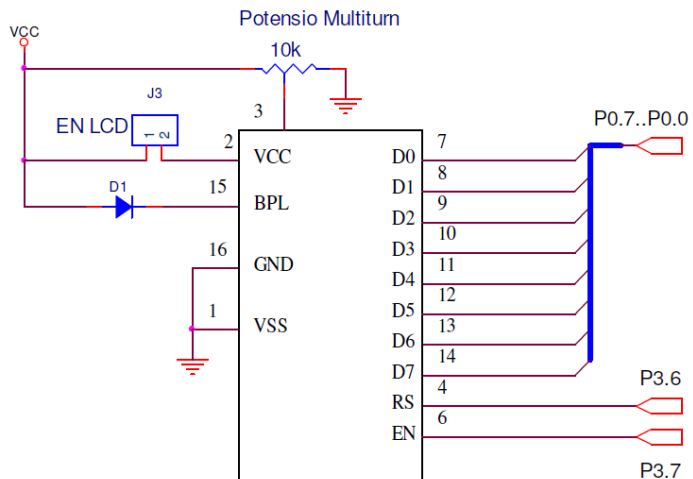 Potensio Multiturn
VCC
10k
J3
3
P0.7..P0.0
EN LCD
1
2
2
VCC
D0
7
D1
8
D1
15
BPL
D2
9
D3
10
16
GND
D4
11
D5
12
1
VSS
D6
13
D7
14
RS
4
P3.6
EN
6
P3.7